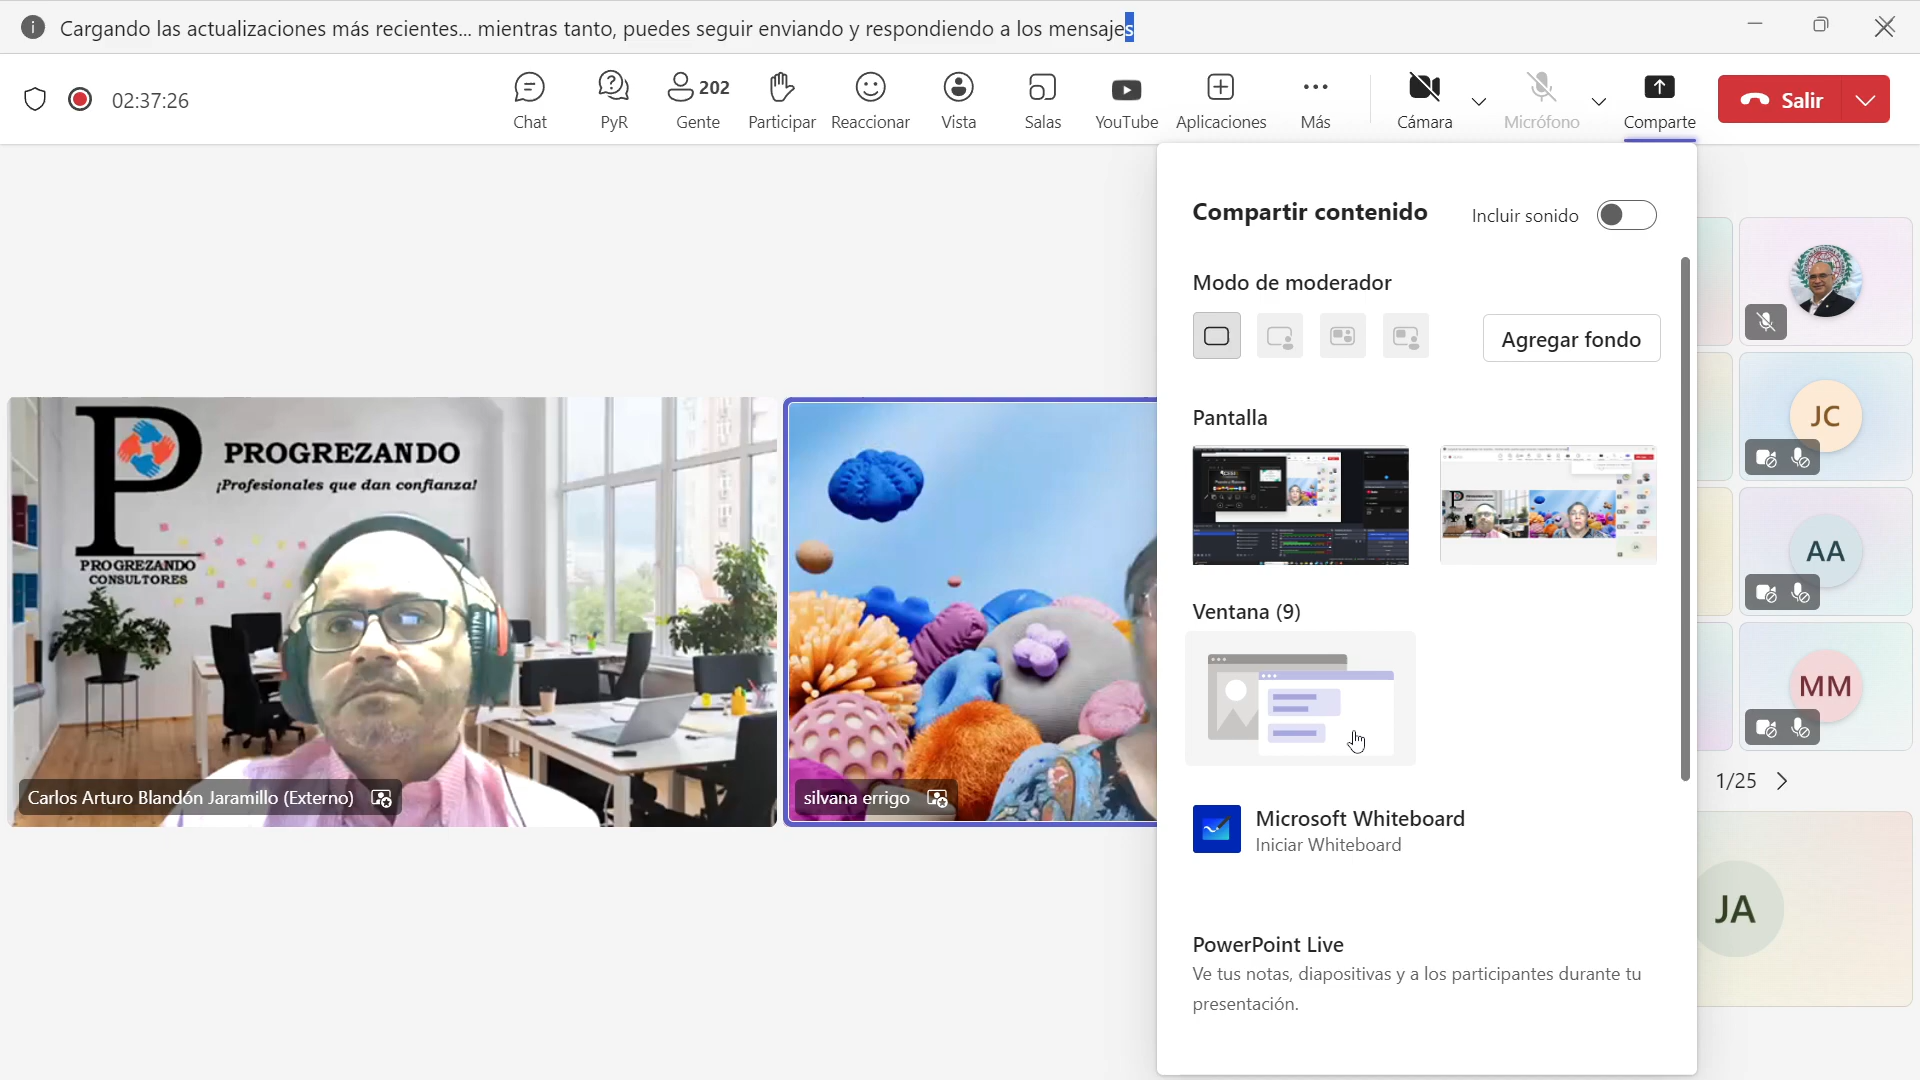 Cargando las actualizaciones más recientes... mientras tanto, puedes seguir enviando y respondiendo a los mensajes
02:37:26
Chat
PyR
202
Gente
Participar
Reaccionar
Vista
Salas
YouTube
Aplicaciones
Más
Cámara
Micrófono
Comparte
Salir
Compartir contenido
Incluir sonido
Modo de moderador
Agregar fondo
Pantalla
Ventana (9)
Microsoft Whiteboard
Iniciar Whiteboard
PowerPoint Live
Ve tus notas, diapositivas y a los participantes durante tu
presentación.
P
PROGREZANDO
¡Profesionales que dan confianza!
PROGREZANDO
CONSULTORES
Carlos Arturo Blandón Jaramillo (Externo)
silvana errigo
JC
AA
MM
1/25
JA